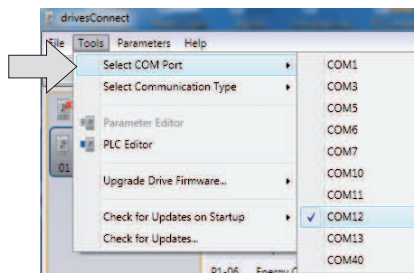 drivesConnect
File Tools Parameters Help
Select COM Port
Select Communication Type
Parameter Editor
PLC Editor
Upgrade Drive Firmware...
Check for Updates on Startup
Check for Updates...
COM1
COM3
COM5
COM6
COM7
COM10
COM11
COM12
COM13
COM40
01
P1-06 Energy